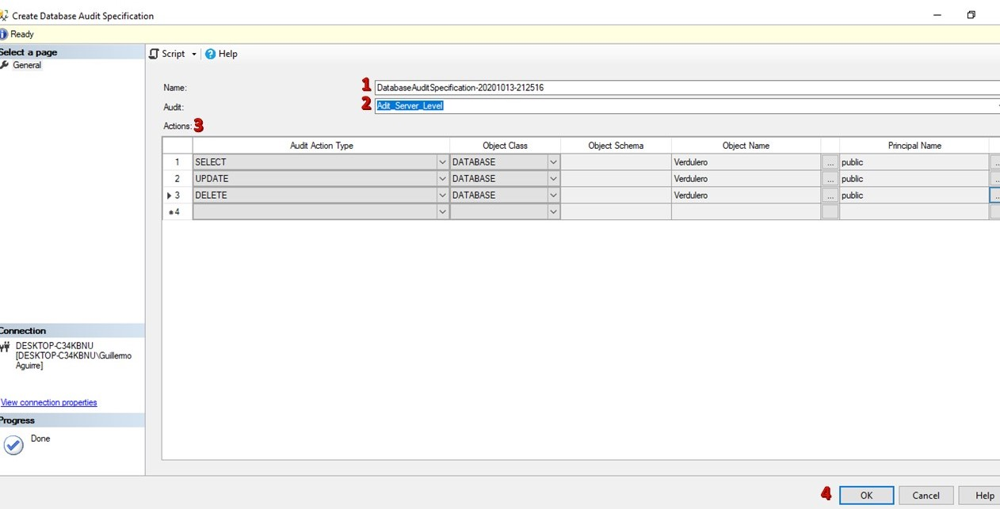 Create Database Audit Specification
Ready
Select a page
General
Script
Help
Name:
1
DatabaseAuditSpecification-20201013-212516
Audit:
2
Adit_Server_Level
Actions:
3
Audit Action Type Object Class Object Schema Object Name Principal Name
1 SELECT DATABASE Verdulero ... public ...
2 UPDATE DATABASE Verdulero ... public ...
3 DELETE DATABASE Verdulero ... public ...
4
Connection
DESKTOP-C34KBNU
[DESKTOP-C34KBNU\Guillermo
Aguirre]
View connection properties
Progress
Done
4
OK Cancel Help